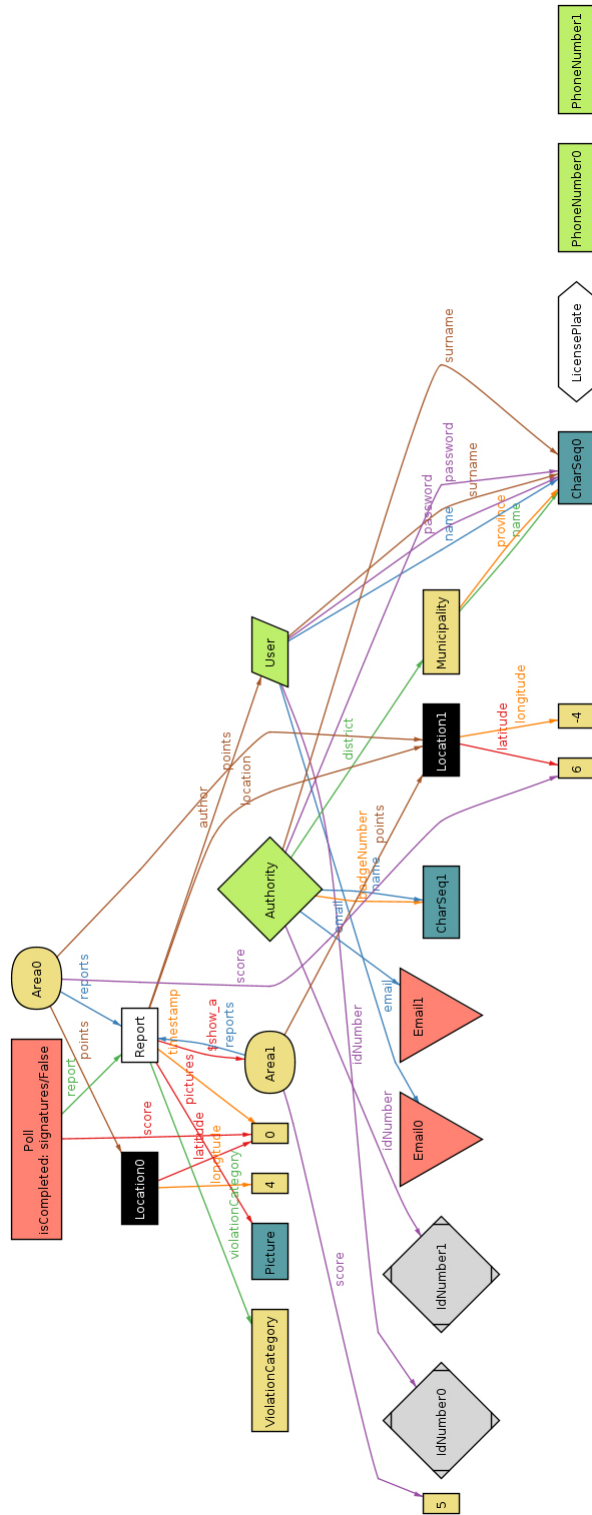 PhoneNumber1
PhoneNumber0
LicensePlate
surname
CharSeq0
password
surname
password
name
province
name
User
Municipality
longitude
-4
latitude
6
Location1
points
author
location
district
points
badgeNumber
name
Authority
CharSeq1
email
email
Email1
Email0
Area0
reports
score
points
Report
timestamp
$show_a
reports
pictures
Area1
Poll
isCompleted: signatures/False
report
score
latitude
longitude
violationCategory
Location0
0
4
Picture
ViolationCategory
idNumber
idNumber
IdNumber1
IdNumber0
score
5